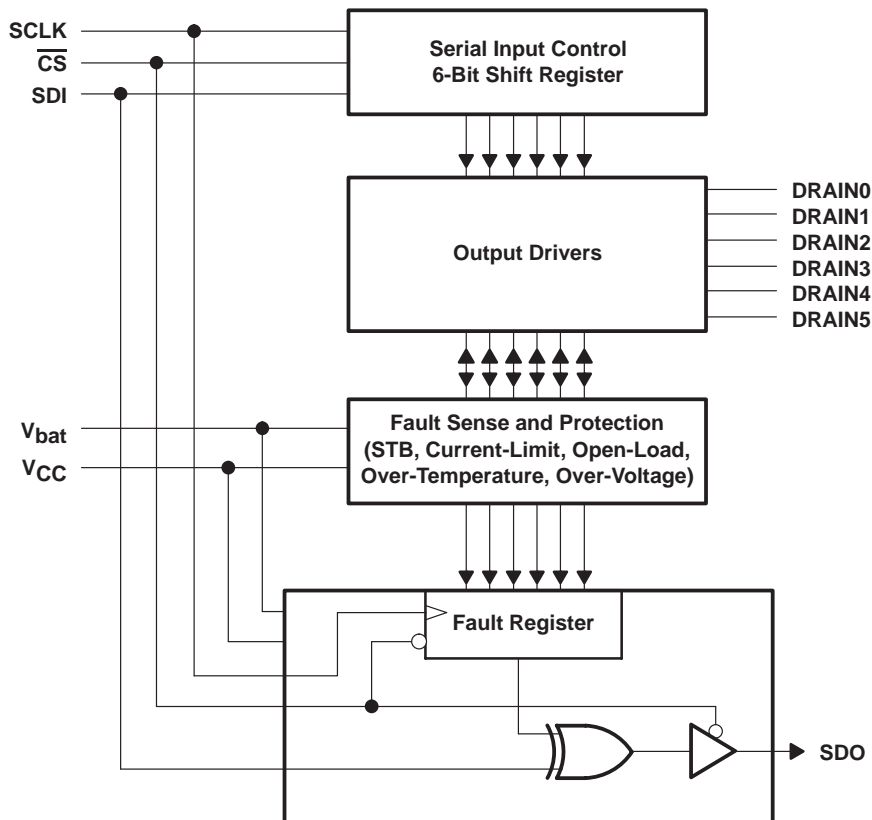 SCLK
CS
SDI
Serial Input Control
6-Bit Shift Register
Output Drivers
DRAIN0
DRAIN1
DRAIN2
DRAIN3
DRAIN4
DRAIN5
Vbat
VCC
Fault Sense and Protection
(STB, Current-Limit, Open-Load,
Over-Temperature, Over-Voltage)
Fault Register
SDO